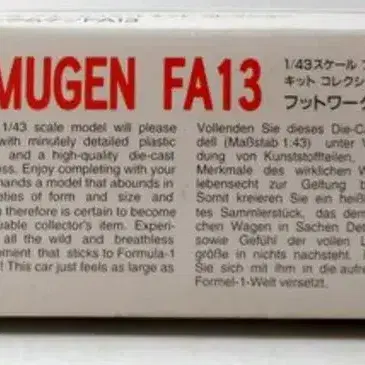 MUGEN FA13
1/43スケール
キット コレクシ
フットワーク
1/43 scale model will please
with minutely detailed plastic
and a high-quality die-cast
ess. Enjoy completing with your
hands a model that abounds in
ties of form and size and
therefore is certain to become
uable collector's item. Experi-
all the wild and breathless
ement that sticks to Formula-1
! This car just feels as large as
Vollenden Sie dieses Die-Ca
dell (Maßstab 1:43) unter
dung von Kunststoffteilen,
Merkmale des wirklichen W
lebensecht zur Geltung b
Somit kreieren Sie ein heiß
tes Sammlerstück, das dem
chen Wagen in Sachen Det
sowie Gefühl der vollen L
größe in nichts nachsteht.
Sie sich mit ihm in die aufre
Formel-1-Welt versetzt.